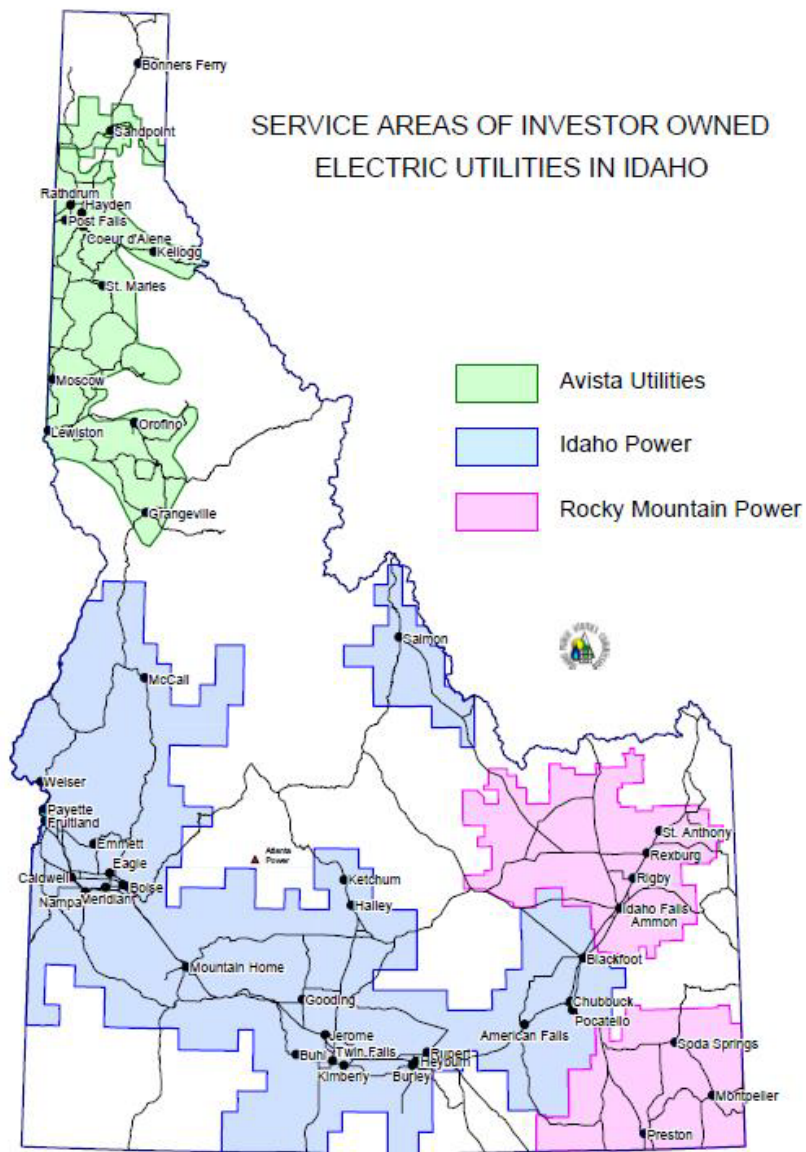 Bonners Ferry
SERVICE AREAS OF INVESTOR OWNED
ELECTRIC UTILITIES IN IDAHO
Sandpoint
Rathdrum
Hayden
Post Falls
Coeur d'Alene
Kellogg
St. Maries
Moscow
Avista Utilities
Orofino
Lewiston
Idaho Power
Rocky Mountain Power
Grangeville
Salmon
McCall
Weiser
Payette
Fruitland
St. Anthony
Emmett
Atlanta
Power
Rexburg
Eagle
Caldwell
Boise
Ketchum
Rigby
Nampa
Meridian
Hailey
Idaho Falls
Ammon
Blackfoot
Mountain Home
Gooding
Chubbuck
Pocatello
American Falls
Jerome
Soda Springs
Buhl
Twin Falls
Rupert
Heyburn
Kimberly
Burley
Montpelier
Preston